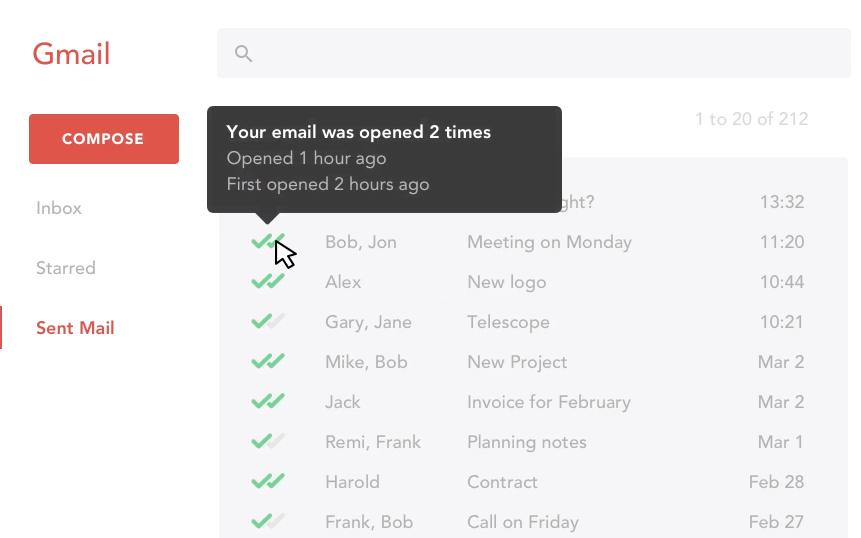 Gmail
COMPOSE
Inbox
Starred
Sent Mail
Your email was opened 2 times
Opened 1 hour ago
First opened 2 hours ago
1 to 20 of 212
13:32
Bob, Jon Meeting on Monday 11:20
Alex New logo 10:44
Gary, Jane Telescope 10:21
Mike, Bob New Project Mar 2
Jack Invoice for February Mar 2
Remi, Frank Planning notes Mar 1
Harold Contract Feb 28
Frank, Bob Call on Friday Feb 27